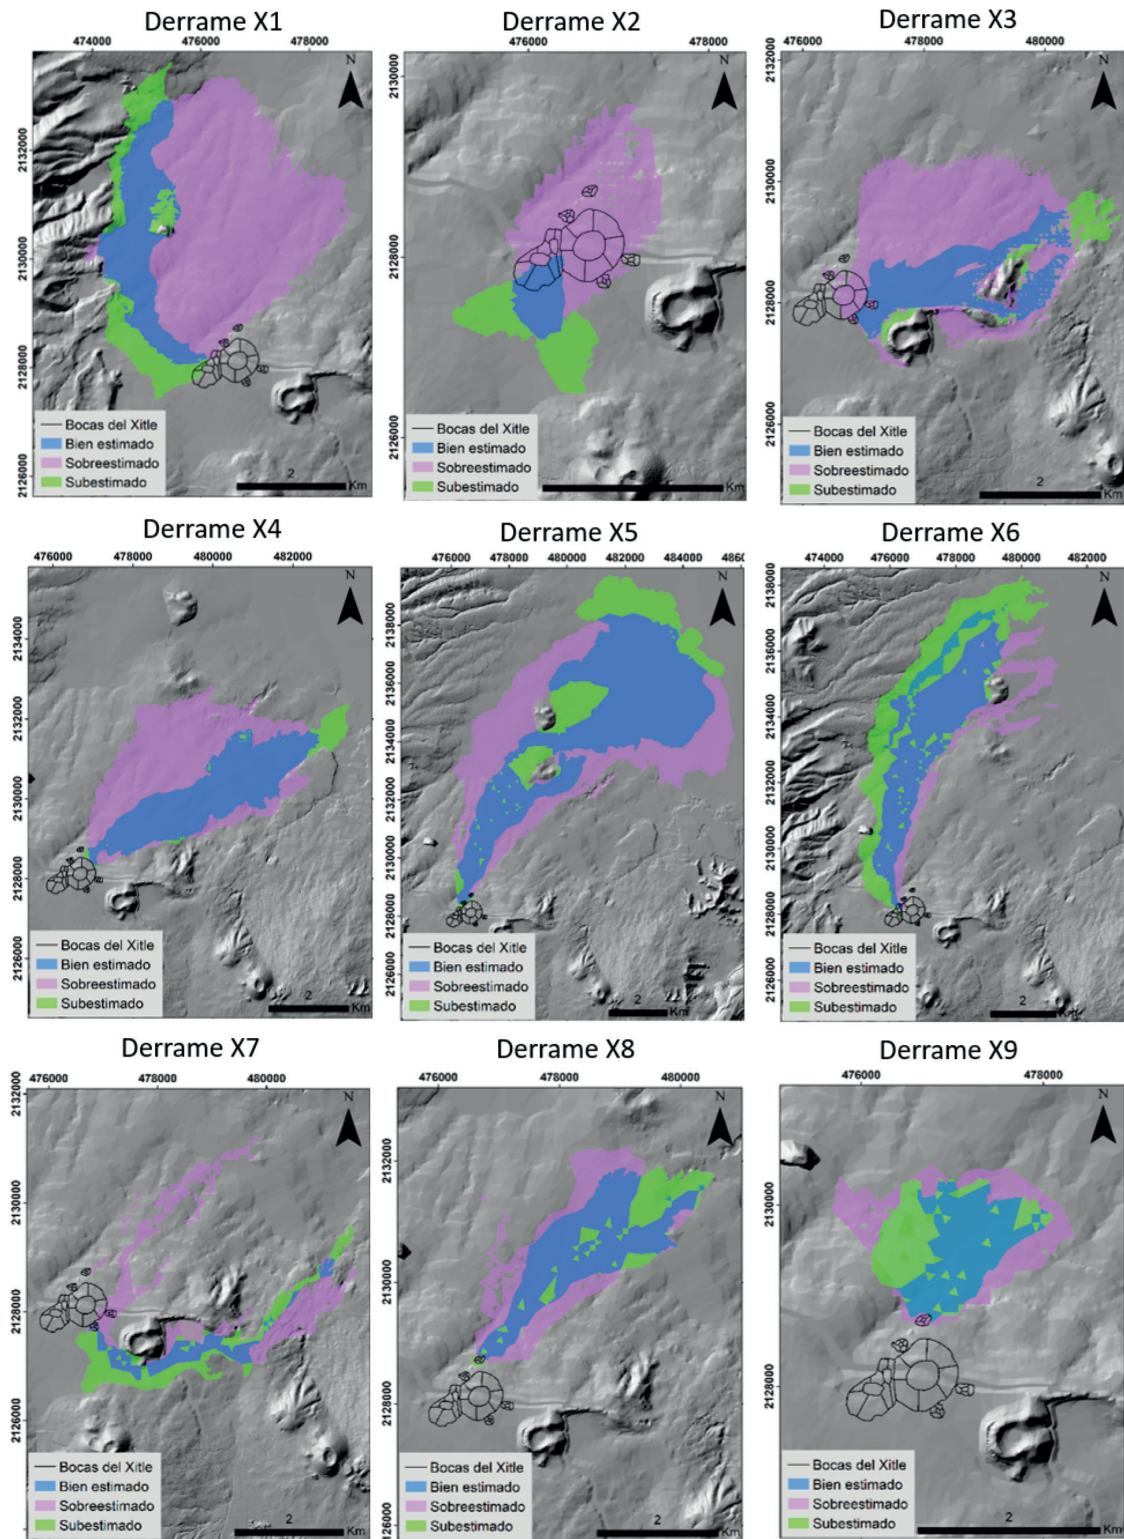 Derrame X1
474000 476000 478000
N
2132000
2130000
2128000
2126000
Bocas del Xitle
Bien estimado
Sobreestimado
Subestimado
2
Km
Derrame X2
476000 478000
N
2130000
2128000
2126000
Bocas del Xitle
Bien estimado
Sobreestimado
Subestimado
2
Km
Derrame X3
476000 478000 480000
N
2132000
2130000
2128000
2126000
Bocas del Xitle
Bien estimado
Sobreestimado
Subestimado
2
Km
Derrame X4
476000 478000 480000 482000
N
2134000
2132000
2130000
2128000
2126000
Bocas del Xitle
Bien estimado
Sobreestimado
Subestimado
2
Km
Derrame X5
476000 478000 480000 482000 484000 4860
N
2138000
2136000
2134000
2132000
2130000
2128000
2126000
Bocas del Xitle
Bien estimado
Sobreestimado
Subestimado
2
Km
Derrame X6
474000 476000 478000 480000 482000
N
2138000
2136000
2134000
2132000
2130000
2128000
2126000
Bocas del Xitle
Bien estimado
Sobreestimado
Subestimado
2
Km
Derrame X7
476000 478000 480000
N
2132000
2130000
2128000
2126000
Bocas del Xitle
Bien estimado
Sobreestimado
Subestimado
2
Km
Derrame X8
476000 478000 480000
N
2132000
2130000
2128000
2126000
Bocas del Xitle
Bien estimado
Sobreestimado
Subestimado
2
Km
Derrame X9
476000 478000
N
2130000
2128000
Bocas del Xitle
Bien estimado
Sobreestimado
Subestimado
2
Km